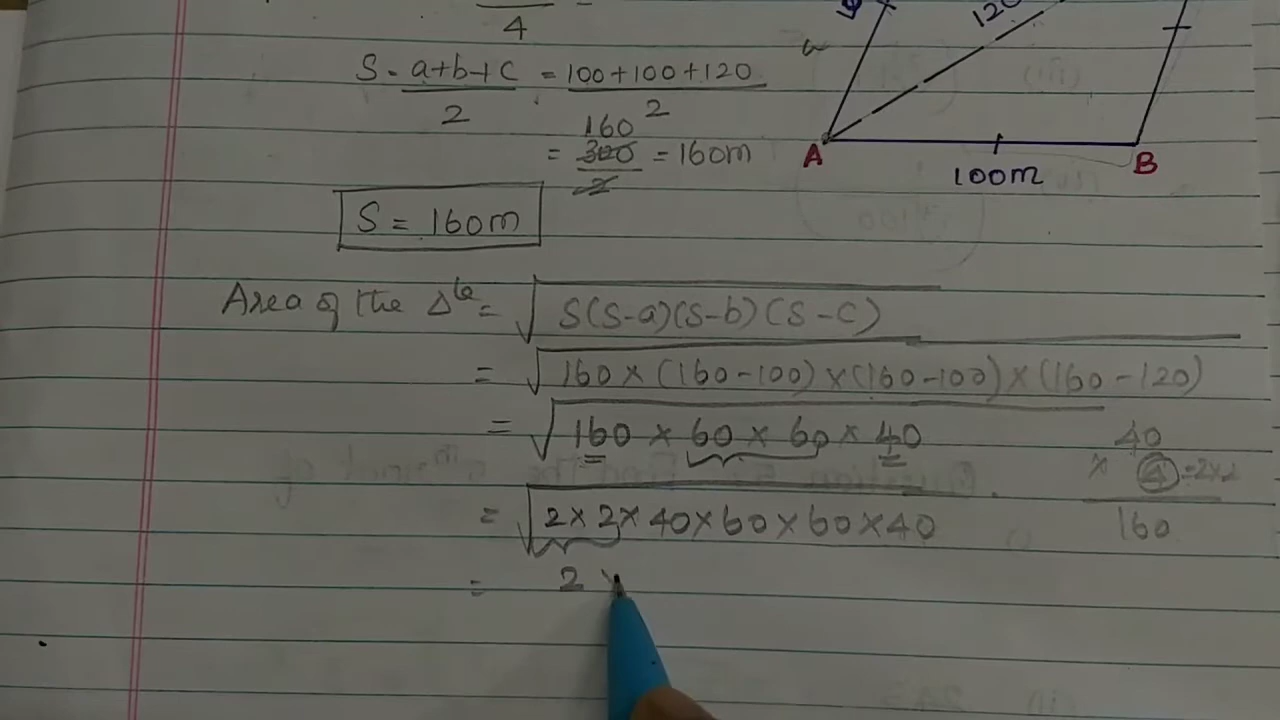 4
S = a+b+c = 100+100+120
2 2
160
= 320 = 160m
2
S = 160m
120
A
B
100m
Area of the Δle = √S(S-a)(S-b)(S-c)
= √160 × (160-100) × (160-100) × (160-120)
= √160 × 60 × 60 × 40
= √2 × 2 × 40 × 60 × 60 × 40
= 2 ×
40
× 4 = 2×2
160